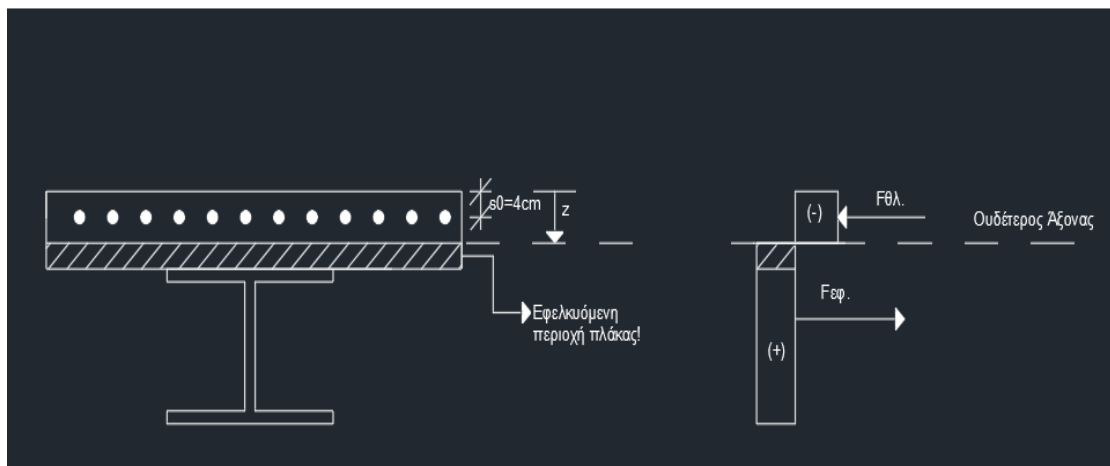 s0=4cm
z
(-)
Fθλ.
Ουδέτερος Άξονας
Εφελκυόμενη
περιοχή πλάκας!
Fεφ.
(+)